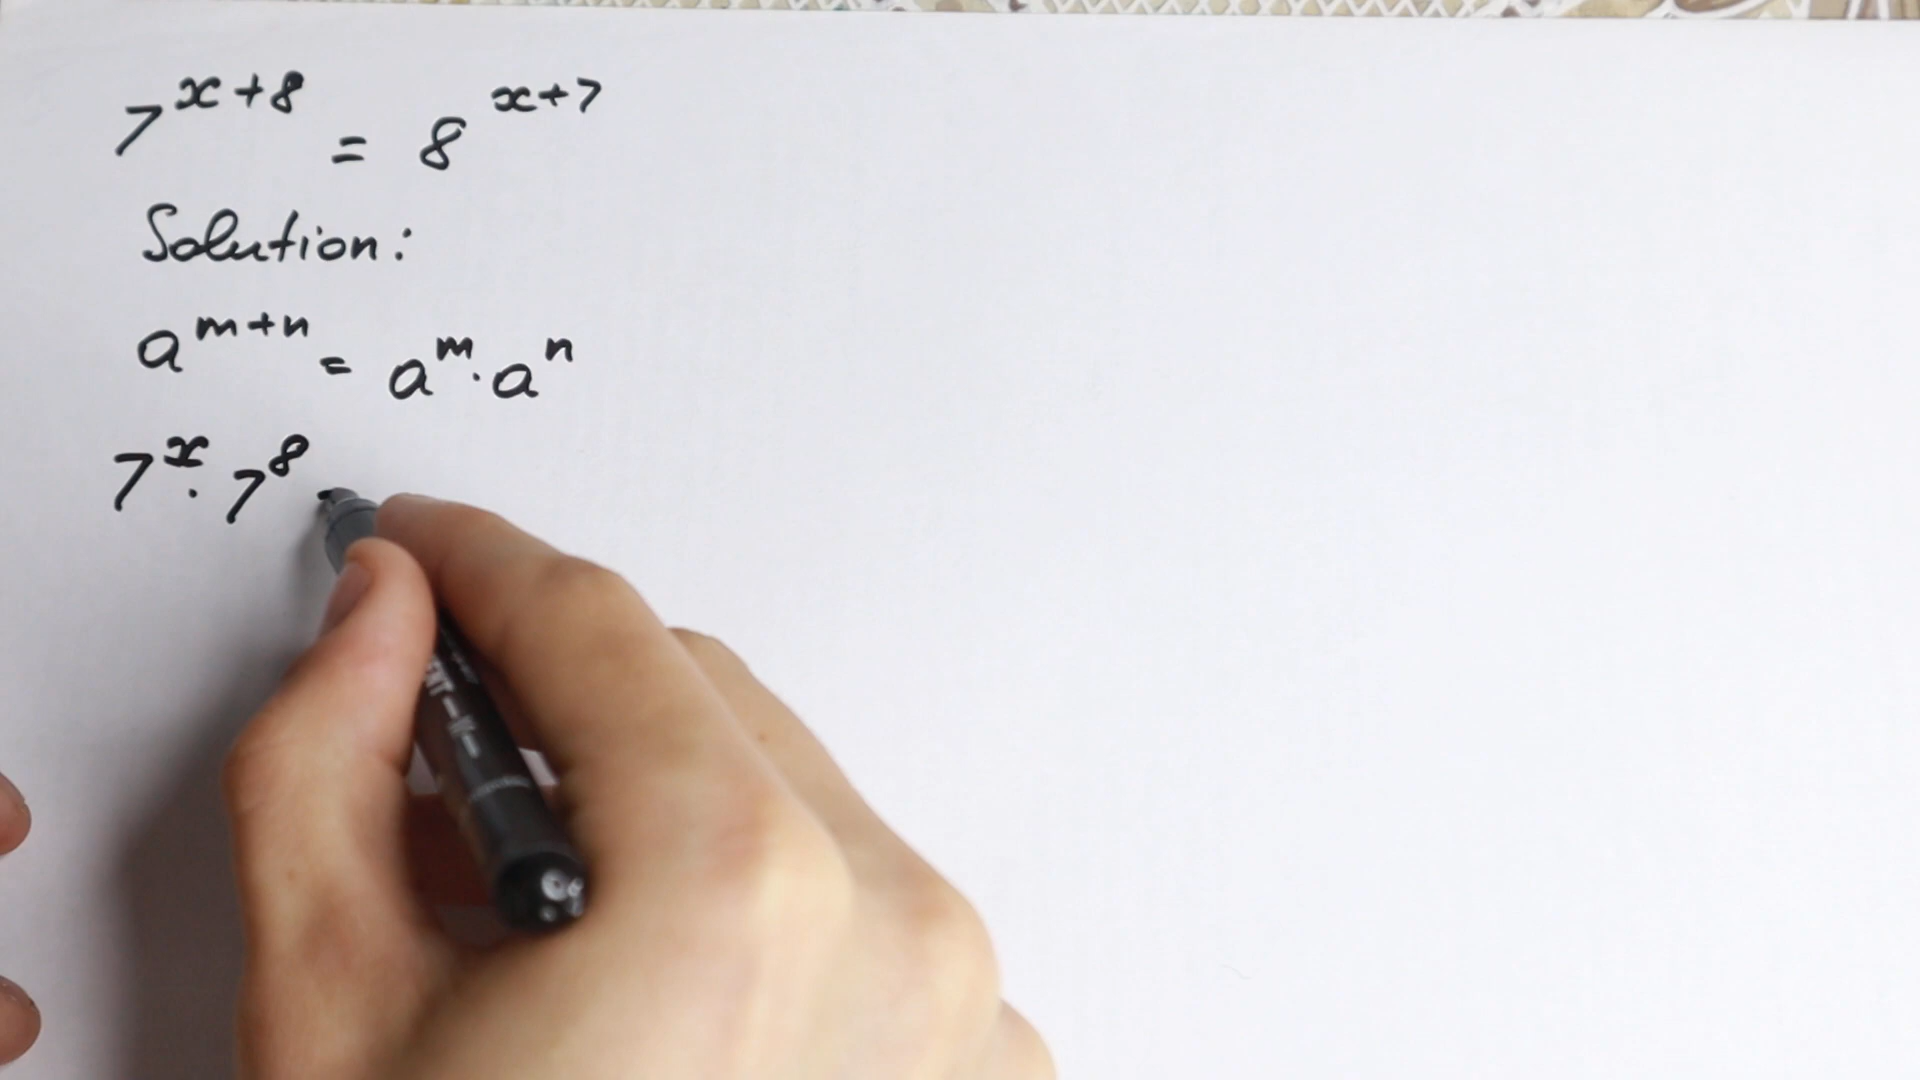 7^{x+8} = 8^{x+7}
Solution:
a^{m+n} = a^m · a^n
7^x · 7^8